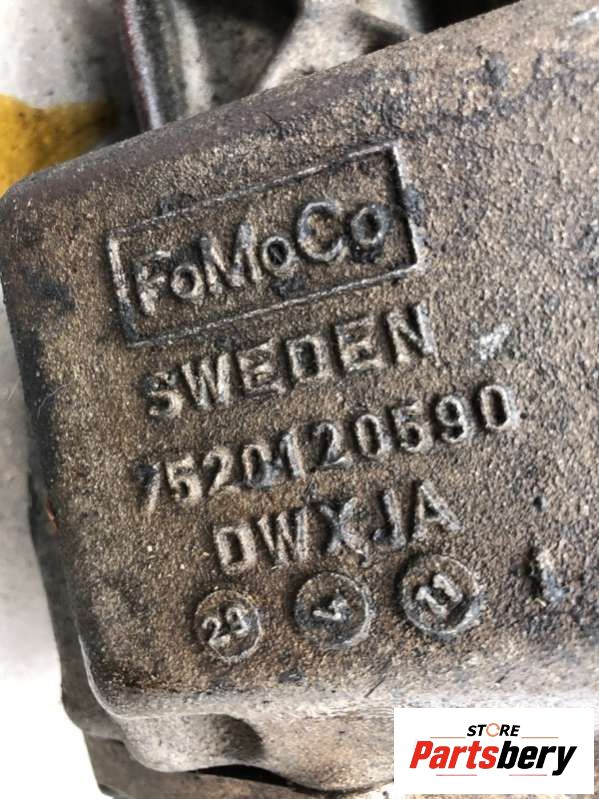 FoMoCo
SWEDEN
7520120590
DWXJA
29 4 11
STORE
Partsbery